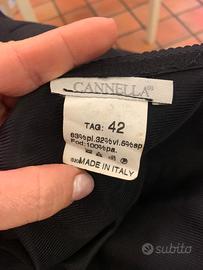 CANNELLA
TAG: 42
63%pl.32%vi.5%sp
Fod:100%pa.
MADE IN ITALY
subito